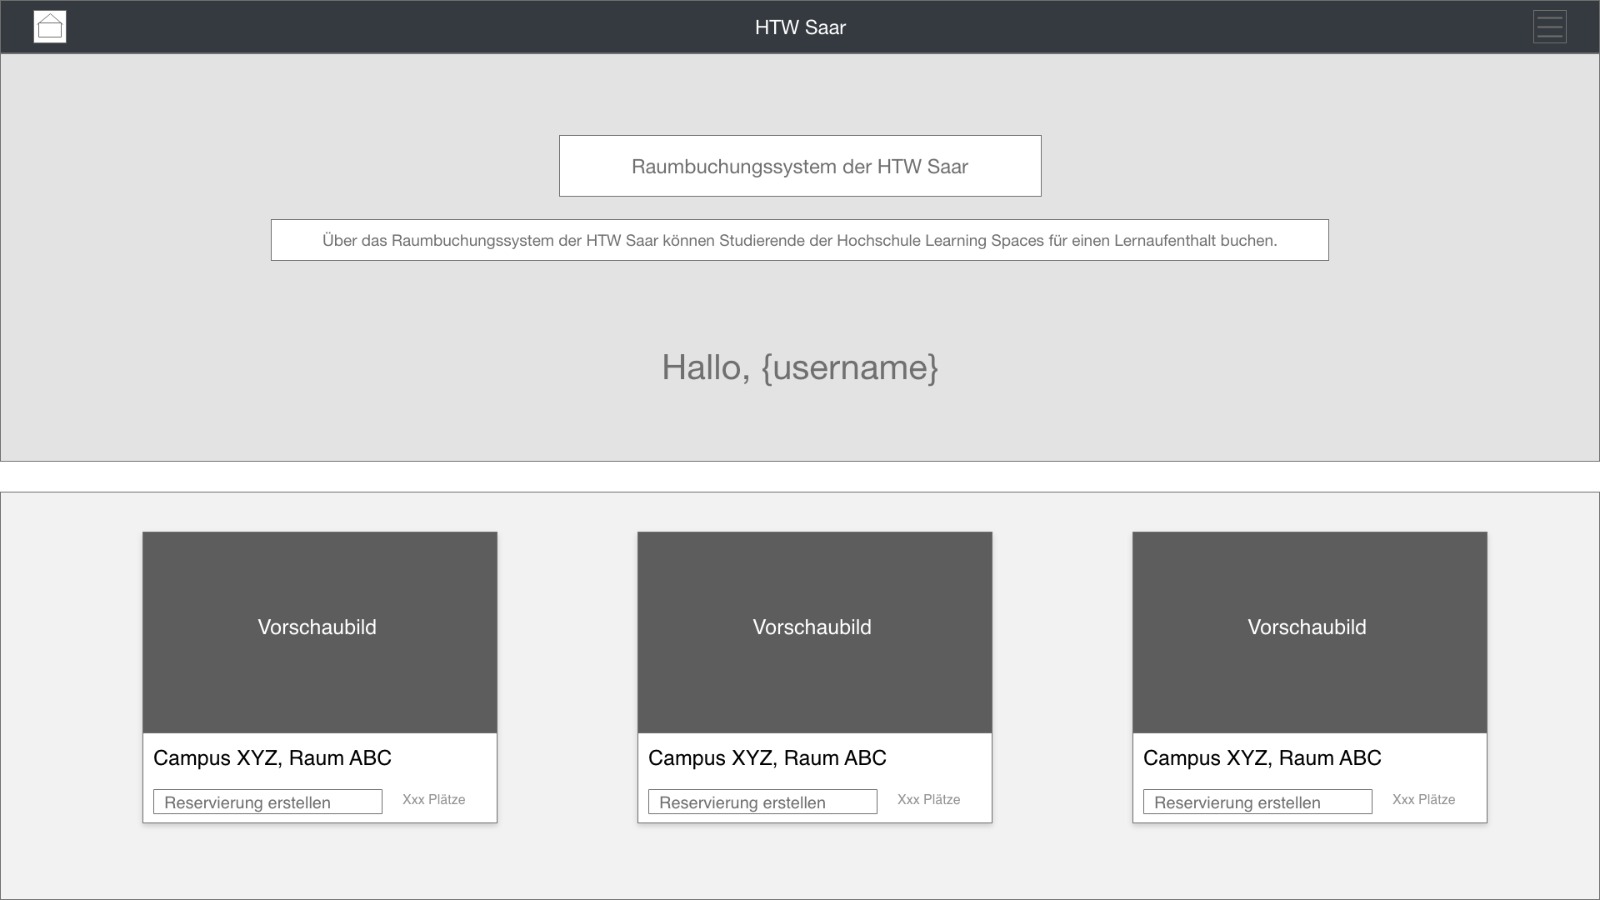 HTW Saar
Raumbuchungssystem der HTW Saar
Über das Raumbuchungssystem der HTW Saar können Studierende der Hochschule Learning Spaces für einen Lernaufenthalt buchen.
Hallo, {username}
Vorschaubild
Campus XYZ, Raum ABC
Reservierung erstellen
Xxx Plätze
Vorschaubild
Campus XYZ, Raum ABC
Reservierung erstellen
Xxx Plätze
Vorschaubild
Campus XYZ, Raum ABC
Reservierung erstellen
Xxx Plätze